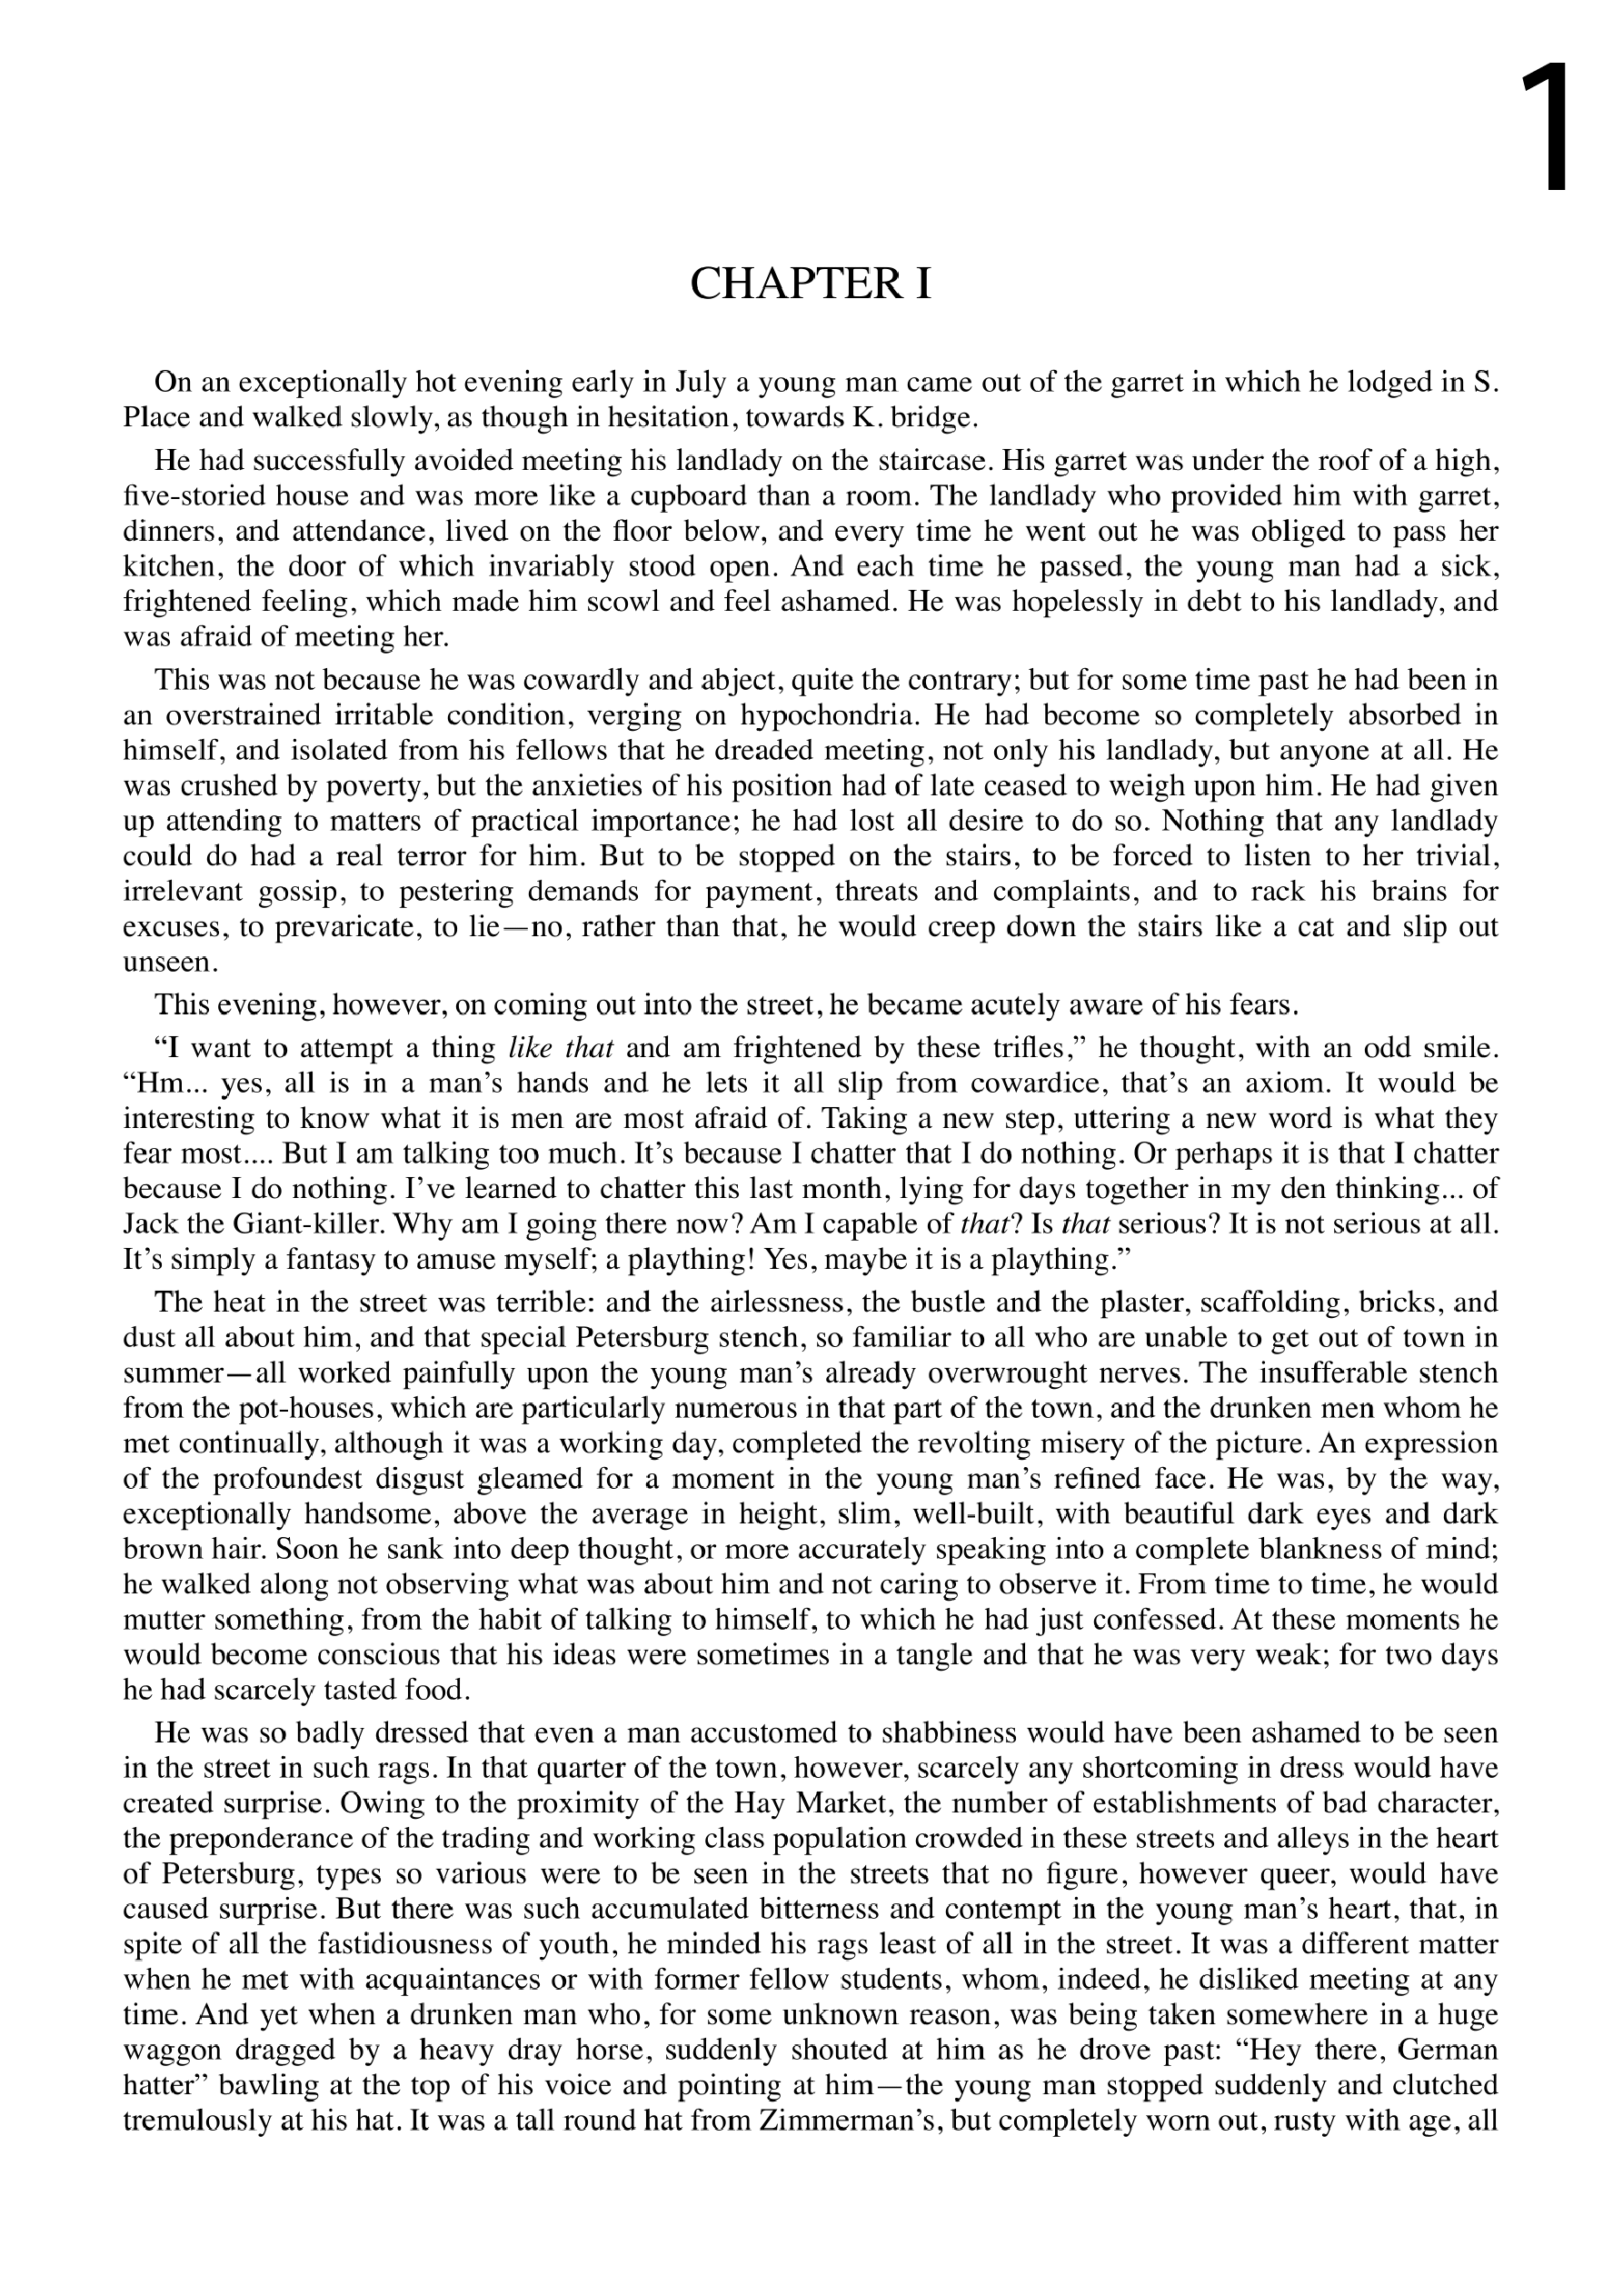 1
CHAPTER I
On an exceptionally hot evening early in July a young man came out of the garret in which he lodged in S.
Place and walked slowly, as though in hesitation, towards K. bridge.
He had successfully avoided meeting his landlady on the staircase. His garret was under the roof of a high,
five-storied house and was more like a cupboard than a room. The landlady who provided him with garret,
dinners, and attendance, lived on the floor below, and every time he went out he was obliged to pass her
kitchen, the door of which invariably stood open. And each time he passed, the young man had a sick,
frightened feeling, which made him scowl and feel ashamed. He was hopelessly in debt to his landlady, and
was afraid of meeting her.
This was not because he was cowardly and abject, quite the contrary; but for some time past he had been in
an overstrained irritable condition, verging on hypochondria. He had become so completely absorbed in
himself, and isolated from his fellows that he dreaded meeting, not only his landlady, but anyone at all. He
was crushed by poverty, but the anxieties of his position had of late ceased to weigh upon him. He had given
up attending to matters of practical importance; he had lost all desire to do so. Nothing that any landlady
could do had a real terror for him. But to be stopped on the stairs, to be forced to listen to her trivial,
irrelevant gossip, to pestering demands for payment, threats and complaints, and to rack his brains for
excuses, to prevaricate, to lie—no, rather than that, he would creep down the stairs like a cat and slip out
unseen.
This evening, however, on coming out into the street, he became acutely aware of his fears.
“I want to attempt a thing like that and am frightened by these trifles,” he thought, with an odd smile.
“Hm... yes, all is in a man’s hands and he lets it all slip from cowardice, that’s an axiom. It would be
interesting to know what it is men are most afraid of. Taking a new step, uttering a new word is what they
fear most.... But I am talking too much. It’s because I chatter that I do nothing. Or perhaps it is that I chatter
because I do nothing. I’ve learned to chatter this last month, lying for days together in my den thinking... of
Jack the Giant-killer. Why am I going there now? Am I capable of that? Is that serious? It is not serious at all.
It’s simply a fantasy to amuse myself; a plaything! Yes, maybe it is a plaything.”
The heat in the street was terrible: and the airlessness, the bustle and the plaster, scaffolding, bricks, and
dust all about him, and that special Petersburg stench, so familiar to all who are unable to get out of town in
summer—all worked painfully upon the young man’s already overwrought nerves. The insufferable stench
from the pot-houses, which are particularly numerous in that part of the town, and the drunken men whom he
met continually, although it was a working day, completed the revolting misery of the picture. An expression
of the profoundest disgust gleamed for a moment in the young man’s refined face. He was, by the way,
exceptionally handsome, above the average in height, slim, well-built, with beautiful dark eyes and dark
brown hair. Soon he sank into deep thought, or more accurately speaking into a complete blankness of mind;
he walked along not observing what was about him and not caring to observe it. From time to time, he would
mutter something, from the habit of talking to himself, to which he had just confessed. At these moments he
would become conscious that his ideas were sometimes in a tangle and that he was very weak; for two days
he had scarcely tasted food.
He was so badly dressed that even a man accustomed to shabbiness would have been ashamed to be seen
in the street in such rags. In that quarter of the town, however, scarcely any shortcoming in dress would have
created surprise. Owing to the proximity of the Hay Market, the number of establishments of bad character,
the preponderance of the trading and working class population crowded in these streets and alleys in the heart
of Petersburg, types so various were to be seen in the streets that no figure, however queer, would have
caused surprise. But there was such accumulated bitterness and contempt in the young man’s heart, that, in
spite of all the fastidiousness of youth, he minded his rags least of all in the street. It was a different matter
when he met with acquaintances or with former fellow students, whom, indeed, he disliked meeting at any
time. And yet when a drunken man who, for some unknown reason, was being taken somewhere in a huge
waggon dragged by a heavy dray horse, suddenly shouted at him as he drove past: “Hey there, German
hatter” bawling at the top of his voice and pointing at him—the young man stopped suddenly and clutched
tremulously at his hat. It was a tall round hat from Zimmerman’s, but completely worn out, rusty with age, all